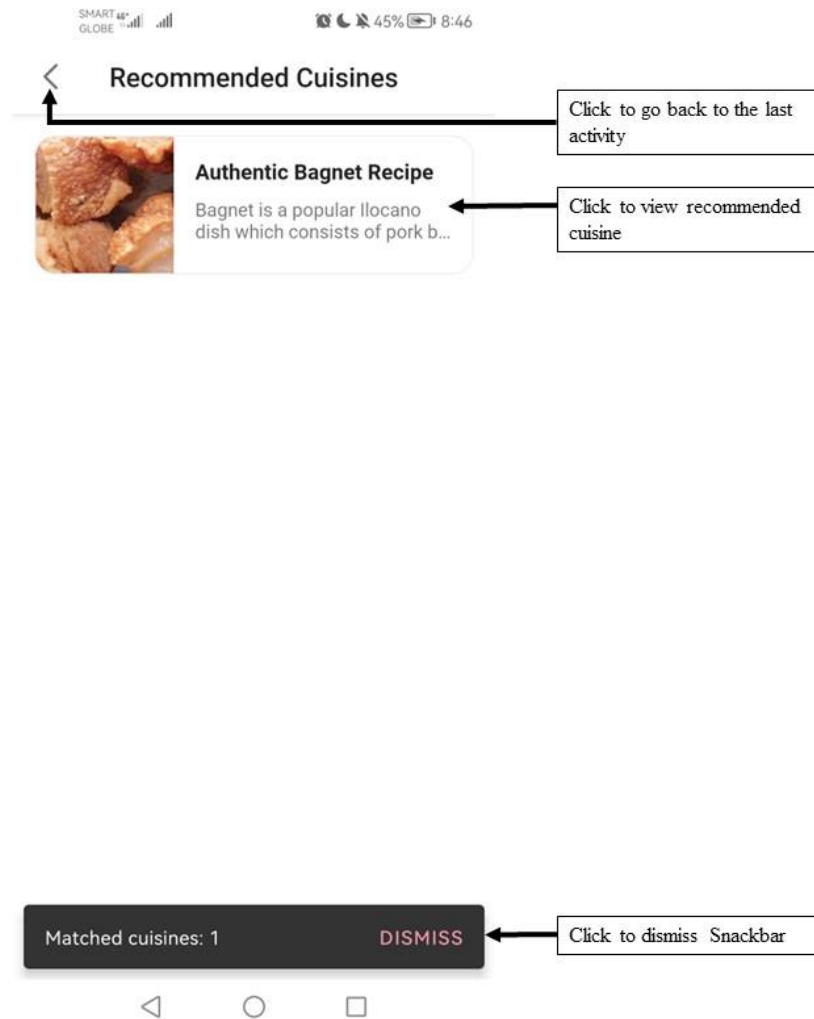 SMART 46+
GLOBE
45% 8:46
Recommended Cuisines
Click to go back to the last
activity
Authentic Bagnet Recipe
Bagnet is a popular Ilocano
dish which consists of pork b...
Click to view recommended
cuisine
Matched cuisines: 1
DISMISS
Click to dismiss Snackbar